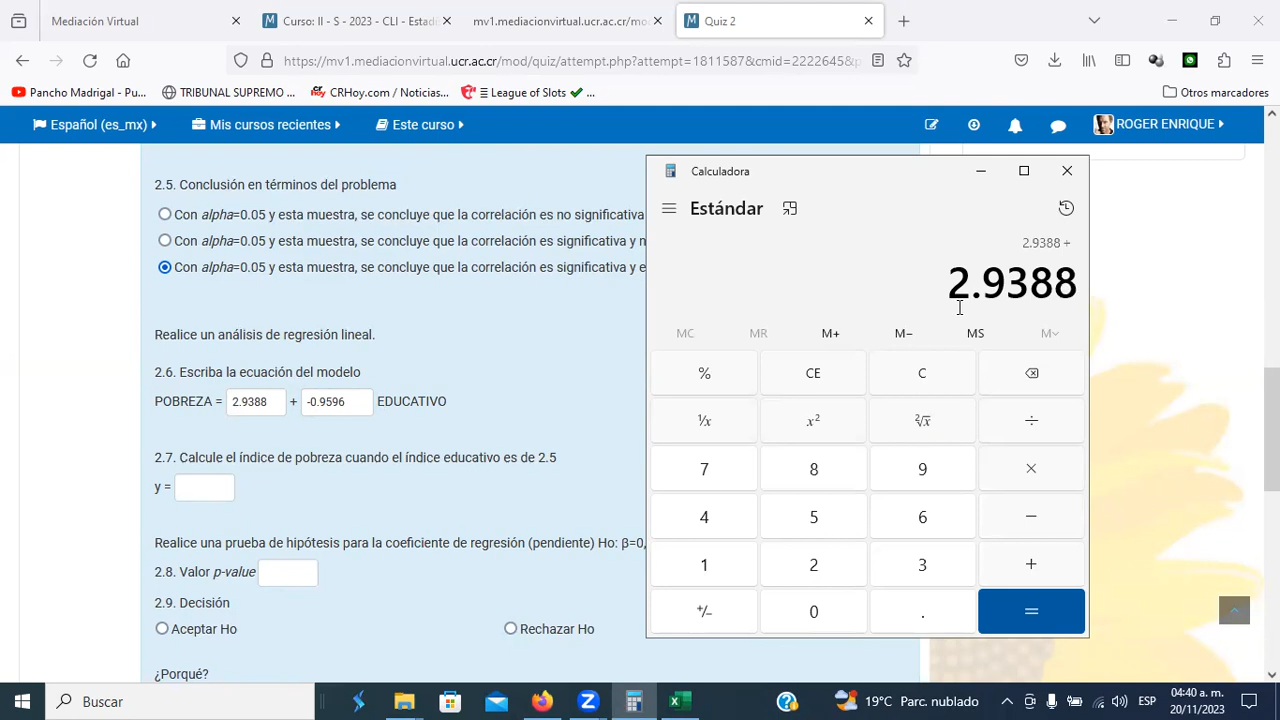 Mediación Virtual
Curso: II - S - 2023 - CLI - Estadí
mv1.mediacionvirtual.ucr.ac.cr/mod
Quiz 2
https://mv1.mediacionvirtual.ucr.ac.cr/mod/quiz/attempt.php?attempt=1811587&cmid=2222645&p
Pancho Madrigal - Pu...
TRIBUNAL SUPREMO ...
CRHoy.com / Noticias...
☰ League of Slots ✔ ...
Otros marcadores
Español (es_mx)
Mis cursos recientes
Este curso
ROGER ENRIQUE
2.5. Conclusión en términos del problema
Con alpha=0.05 y esta muestra, se concluye que la correlación es no significativa
Con alpha=0.05 y esta muestra, se concluye que la correlación es significativa y n
Con alpha=0.05 y esta muestra, se concluye que la correlación es significativa y e
Realice un análisis de regresión lineal.
2.6. Escriba la ecuación del modelo
POBREZA = 2.9388 + -0.9596 EDUCATIVO
2.7. Calcule el índice de pobreza cuando el índice educativo es de 2.5
y =
Realice una prueba de hipótesis para la coeficiente de regresión (pendiente) Ho: β=0,
2.8. Valor p-value
2.9. Decisión
Aceptar Ho
Rechazar Ho
¿Porqué?
Calculadora
Estándar
2.9388 +
2.9388
MC MR M+ M− MS M˅
% CE C
¹/x x² ²√x ÷
7 8 9 ×
4 5 6 −
1 2 3 +
+/− 0 . =
Buscar
19°C Parc. nublado
ESP
04:40 a. m.
20/11/2023